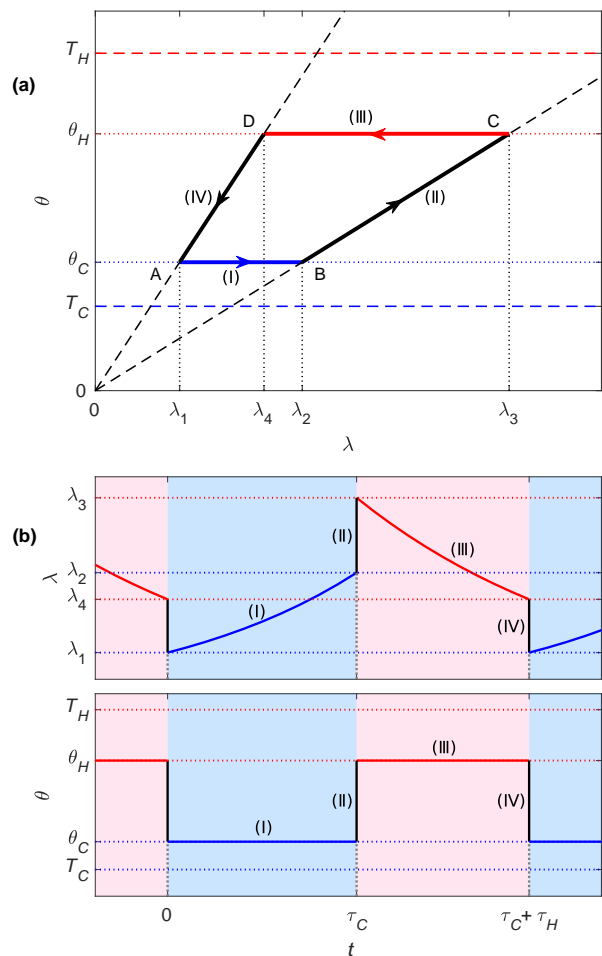 (a)
T_H
D
(III)
C
θ_H
(IV)
(II)
θ
θ_C
A
(I)
B
T_C
0
0 λ_1 λ_4 λ_2 λ_3
λ
(b)
λ_3
(II)
(III)
λ
λ_2
λ_4
(I)
(IV)
λ_1
T_H
(III)
θ_H
θ
(II)
(IV)
(I)
θ_C
T_C
0 τ_C τ_C + τ_H
t